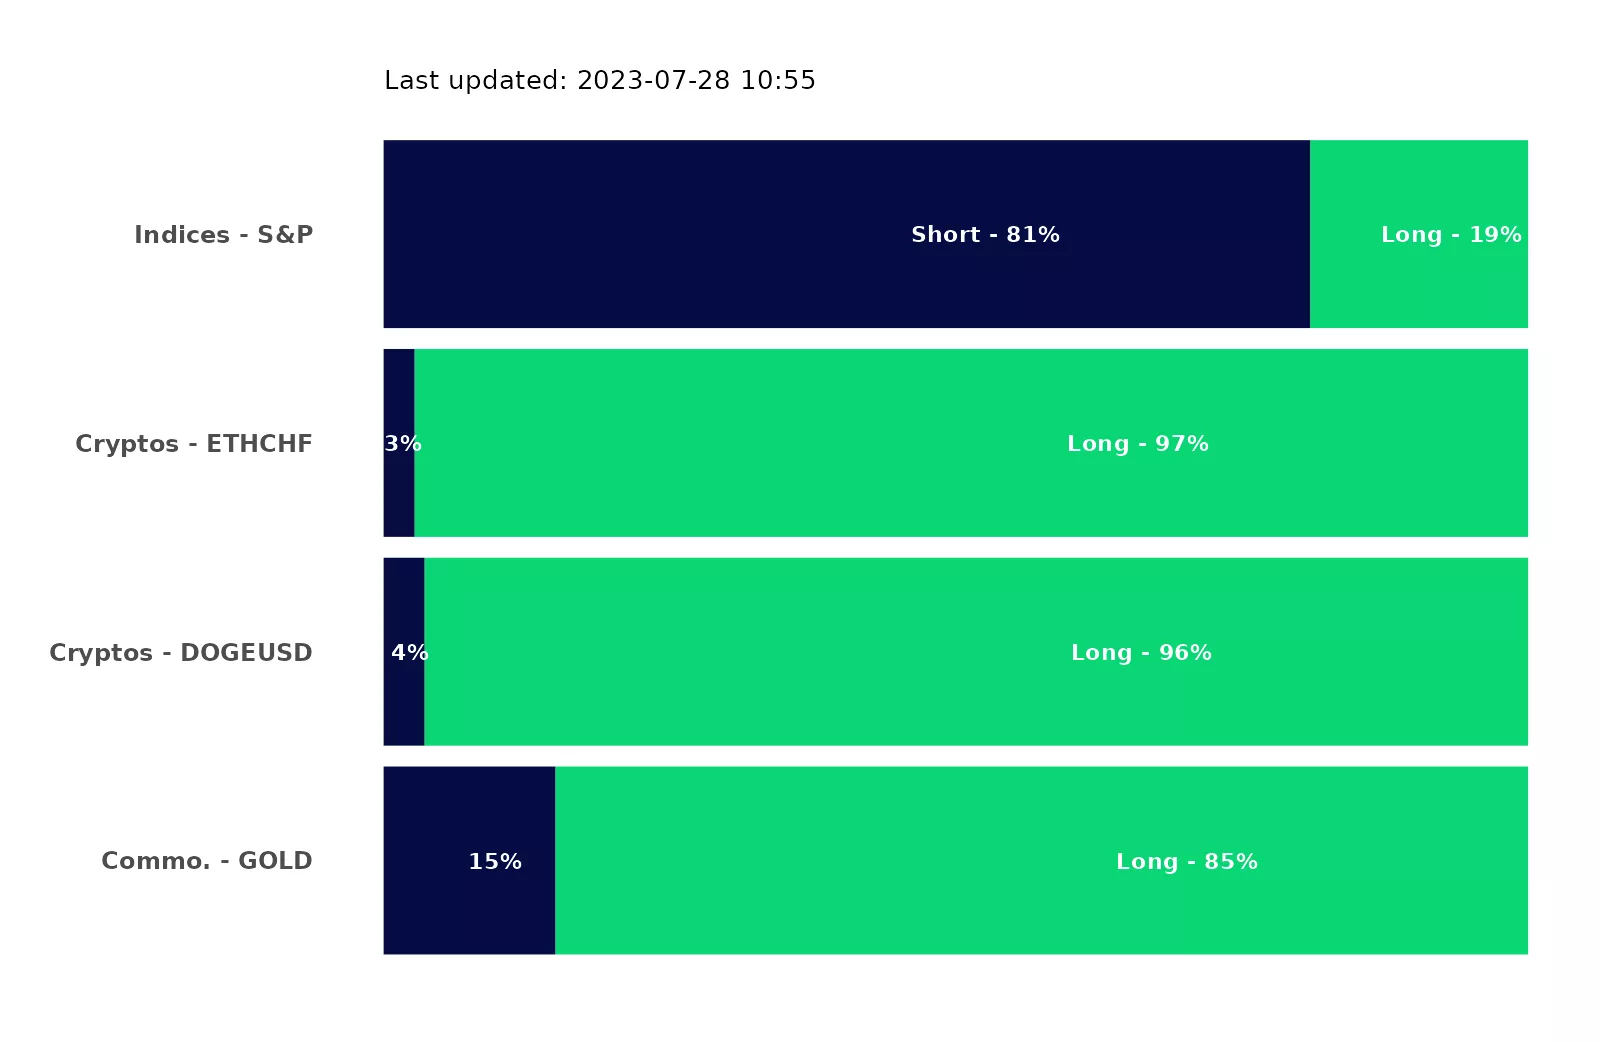 Last updated: 2023-07-28 10:55
Indices - S&P Short - 81% Long - 19%
Cryptos - ETHCHF 3% Long - 97%
Cryptos - DOGEUSD 4% Long - 96%
Commo. - GOLD 15% Long - 85%